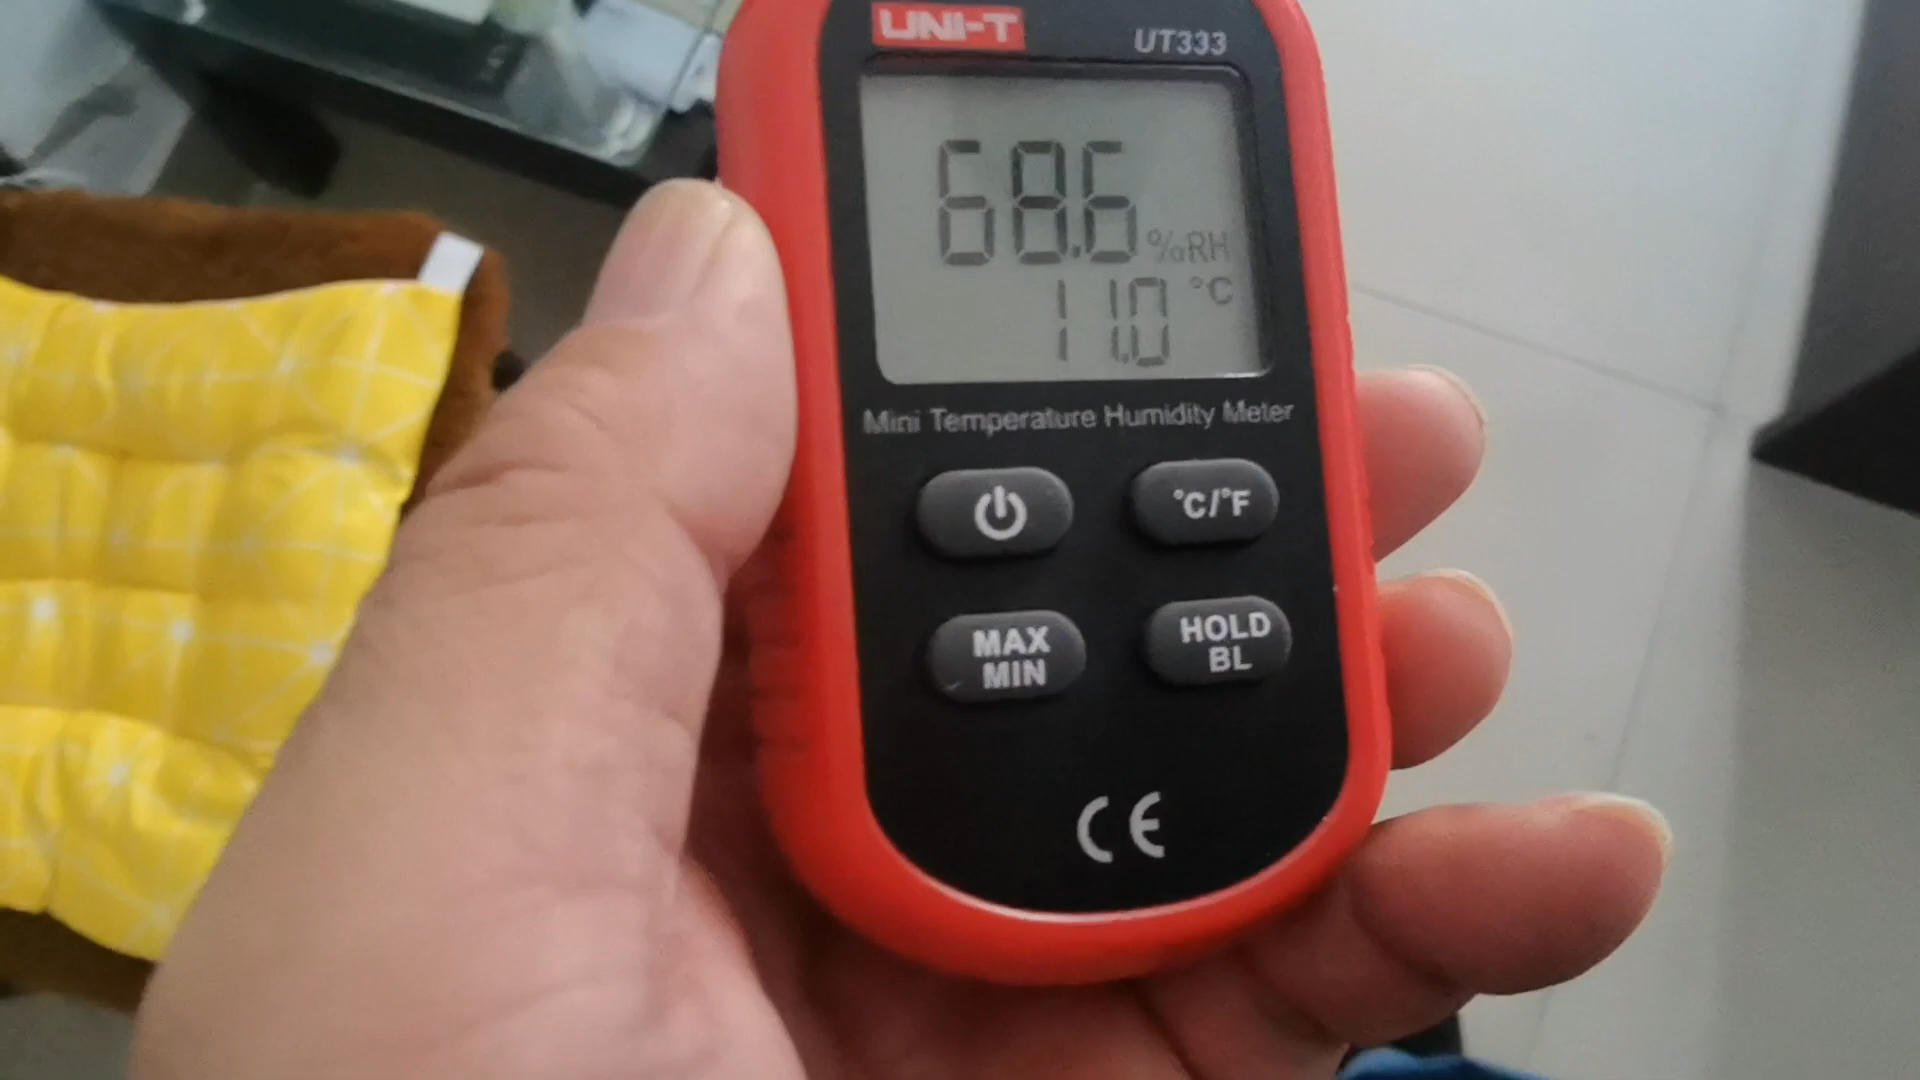 UNI-T
UT333
68.6 %RH
11.0 °C
Mini Temperature Humidity Meter
°C/°F
MAX
MIN
HOLD
BL
CE